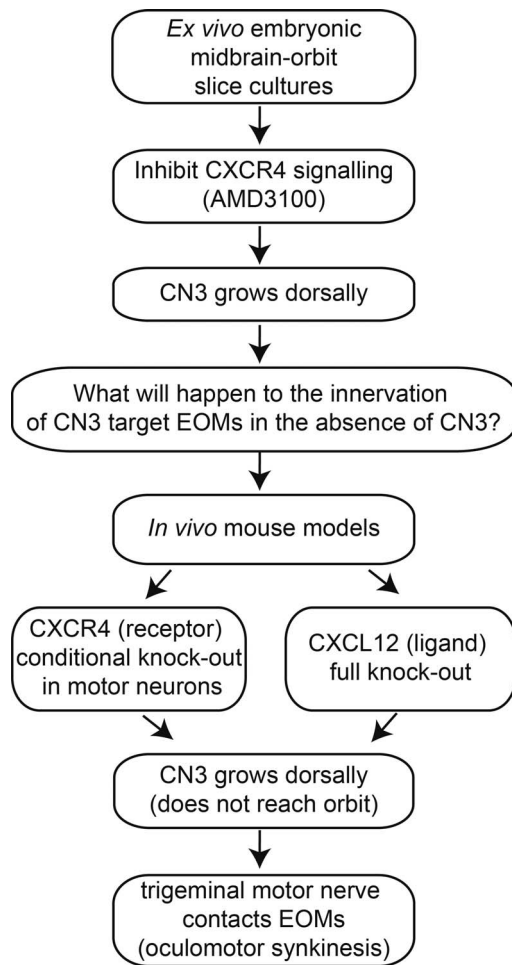 Ex vivo embryonic
midbrain-orbit
slice cultures
Inhibit CXCR4 signalling
(AMD3100)
CN3 grows dorsally
What will happen to the innervation
of CN3 target EOMs in the absence of CN3?
In vivo mouse models
CXCR4 (receptor)
conditional knock-out
in motor neurons
CXCL12 (ligand)
full knock-out
CN3 grows dorsally
(does not reach orbit)
trigeminal motor nerve
contacts EOMs
(oculomotor synkinesis)